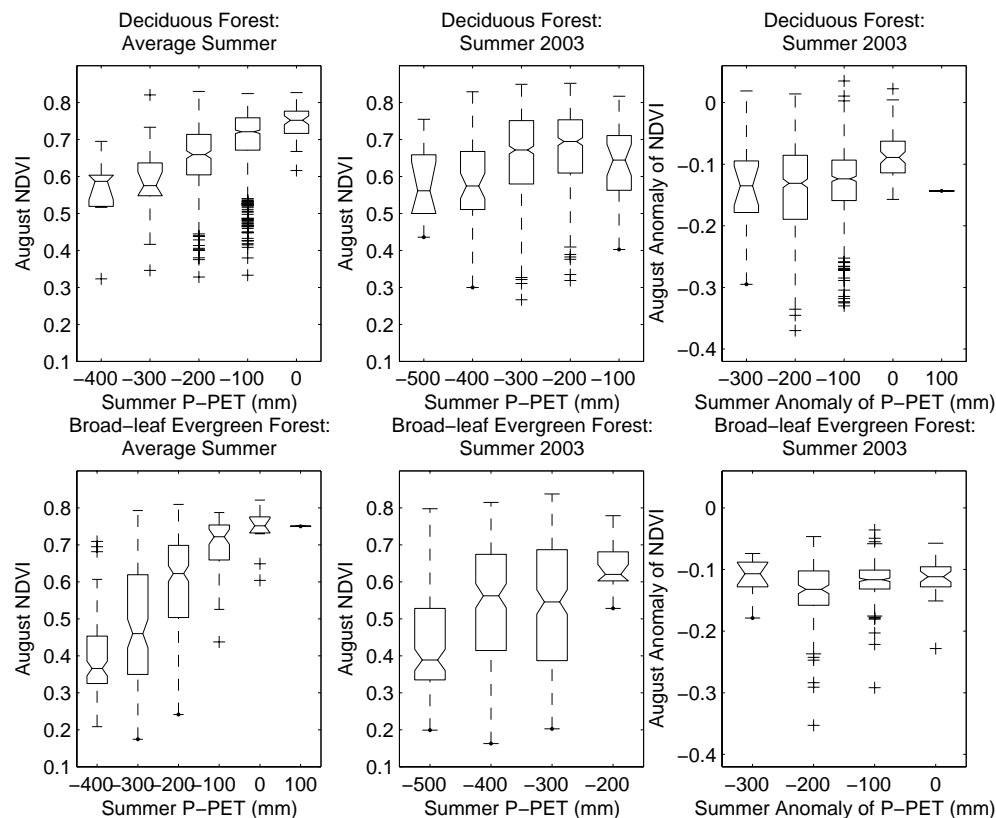 Deciduous Forest:
Average Summer
August NDVI
0.8
0.7
0.6
0.5
0.4
0.3
0.2
0.1
−400 −300 −200 −100 0
Summer P−PET (mm)
Deciduous Forest:
Summer 2003
August NDVI
0.8
0.7
0.6
0.5
0.4
0.3
0.2
0.1
−500 −400 −300 −200 −100
Summer P−PET (mm)
Deciduous Forest:
Summer 2003
August Anomaly of NDVI
0
−0.1
−0.2
−0.3
−0.4
−300 −200 −100 0 100
Summer Anomaly of P−PET (mm)
Broad−leaf Evergreen Forest:
Average Summer
August NDVI
0.8
0.7
0.6
0.5
0.4
0.3
0.2
0.1
−400 −300 −200 −100 0 100
Summer P−PET (mm)
Broad−leaf Evergreen Forest:
Summer 2003
August NDVI
0.8
0.7
0.6
0.5
0.4
0.3
0.2
0.1
−500 −400 −300 −200
Summer P−PET (mm)
Broad−leaf Evergreen Forest:
Summer 2003
August Anomaly of NDVI
0
−0.1
−0.2
−0.3
−0.4
−300 −200 −100 0
Summer Anomaly of P−PET (mm)